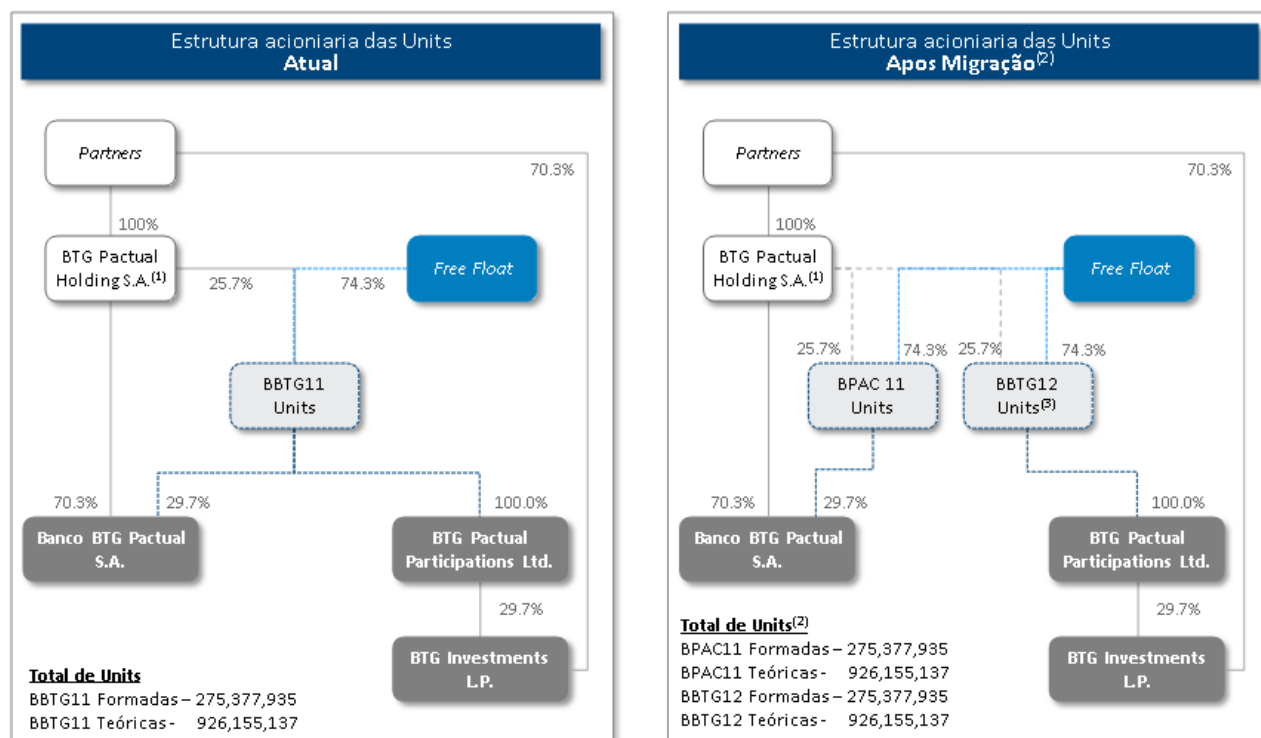 Estrutura acioniaria das Units
Atual
Partners
70.3%
100%
BTG Pactual
Holding S.A.(1)
25.7%
74.3%
Free Float
BBTG11
Units
70.3%
29.7%
100.0%
Banco BTG Pactual
S.A.
BTG Pactual
Participations Ltd.
29.7%
BTG Investments
L.P.
Total de Units
BBTG11 Formadas – 275,377,935
BBTG11 Teóricas - 926,155,137
Estrutura acioniaria das Units
Apos Migração(2)
Partners
70.3%
100%
BTG Pactual
Holding S.A.(1)
Free Float
25.7%
74.3%
25.7%
74.3%
BPAC 11
Units
BBTG12
Units(3)
70.3%
29.7%
100.0%
Banco BTG Pactual
S.A.
BTG Pactual
Participations Ltd.
29.7%
BTG Investments
L.P.
Total de Units(2)
BPAC11 Formadas – 275,377,935
BPAC11 Teóricas - 926,155,137
BBTG12 Formadas – 275,377,935
BBTG12 Teóricas - 926,155,137